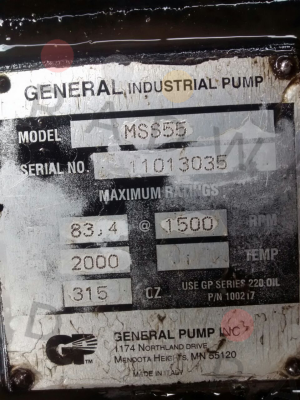 GENERAL INDUSTRIAL PUMP
MODEL MSS55
SERIAL NO. 11013035
MAXIMUM RATINGS
83.4 @ 1500 RPM
2000 TEMP
315 OZ USE GP SERIES 220 OIL
P/N 100217
GP™ GENERAL PUMP INC.
1174 NORTHLAND DRIVE
MENDOTA HEIGHTS, MN 55120
MADE IN ITALY